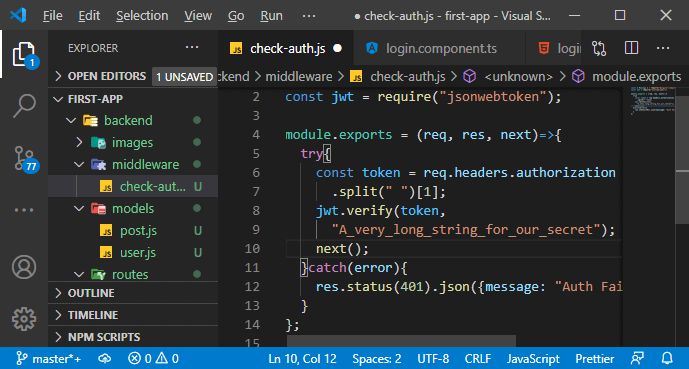 File Edit Selection ··· ● check-auth.js - first-app - Visual S...
EXPLORER
1
77
OPEN EDITORS 1 UNSAVED
FIRST-APP
backend
images
middleware
JS check-aut... U
models
JS post.js U
JS user.js U
routes
OUTLINE
TIMELINE
NPM SCRIPTS
JS check-auth.js ● login.component.ts
ckend > middleware > JS check-auth.js > <unknown> > module.exports
2 const jwt = require("jsonwebtoken");
3
4 module.exports = (req, res, next)=>{
5 try{
6 const token = req.headers.authorization
7 .split(" ")[1];
8 jwt.verify(token,
9 "A_very_long_string_for_our_secret");
10 next();
11 }catch(error){
12 res.status(401).json({message: "Auth Fai
13 }
14 };
15
master*+ 0 0 Ln 10, Col 12 Spaces: 2 UTF-8 CRLF JavaScript Prettier